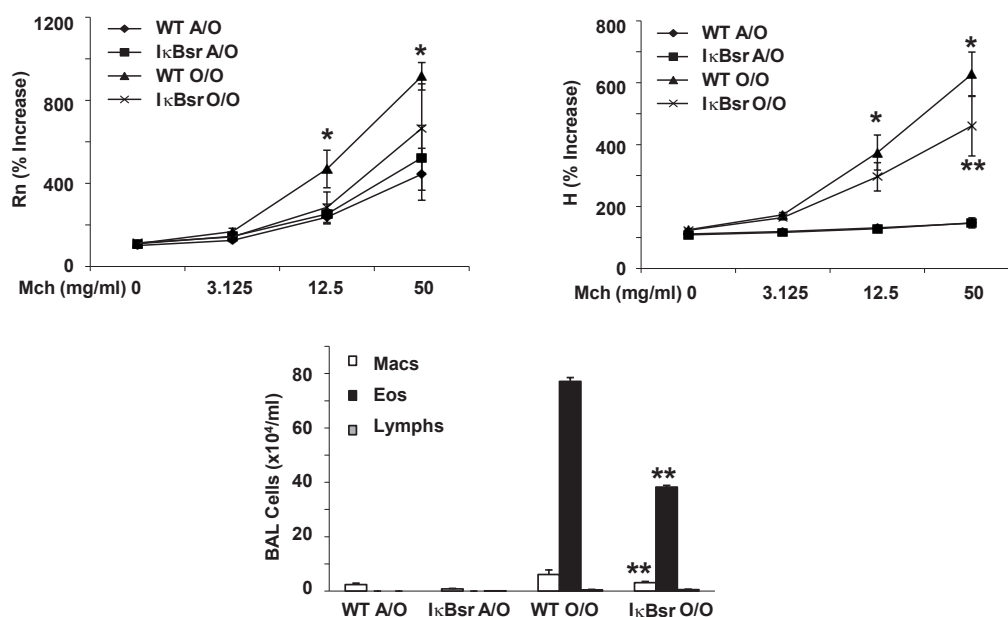 1200
800
400
0
Rn (% Increase)
WT A/O
IκBsr A/O
WT O/O
IκBsr O/O
*
*
Mch (mg/ml) 0 3.125 12.5 50
800
600
400
200
0
H (% Increase)
WT A/O
IκBsr A/O
WT O/O
IκBsr O/O
*
*
**
Mch (mg/ml) 0 3.125 12.5 50
80
60
40
20
0
BAL Cells (x10⁴/ml)
Macs
Eos
Lymphs
**
**
WT A/O IκBsr A/O WT O/O IκBsr O/O